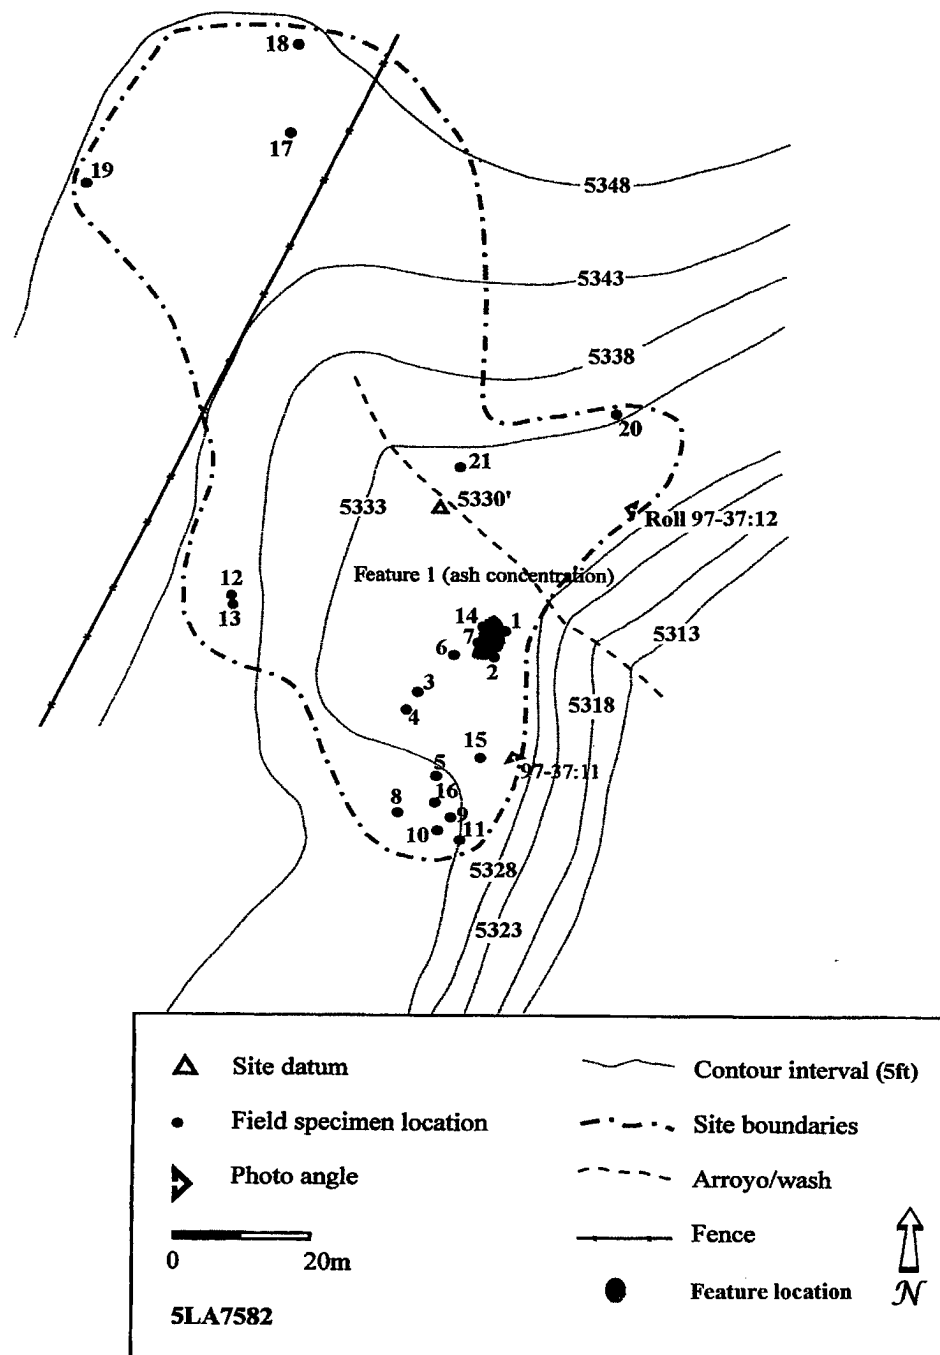 18
17
19
5348
5343
5338
20
21
5333
5330'
Roll 97-37:12
Feature 1 (ash concentration)
12
13
14
1
7
6
2
5313
3
4
5318
15
5
97-37:11
16
8
9
10
11
5328
5323
Site datum
Contour interval (5ft)
Field specimen location
Site boundaries
Photo angle
Arroyo/wash
Fence
0
20m
Feature location
N
5LA7582